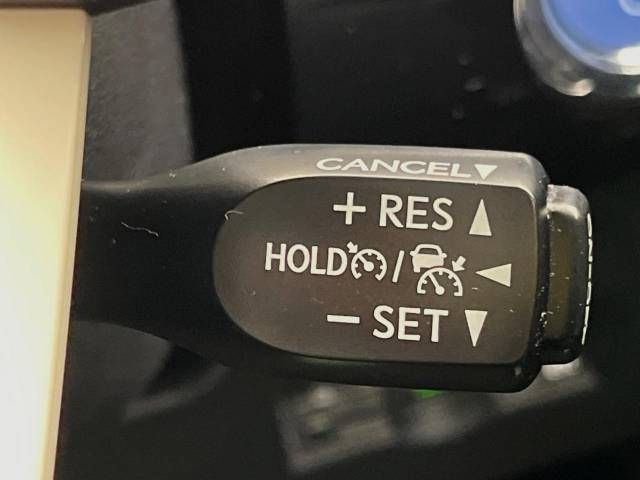 CANCEL▼
+ RES ▲
HOLD / ◀
− SET ▼